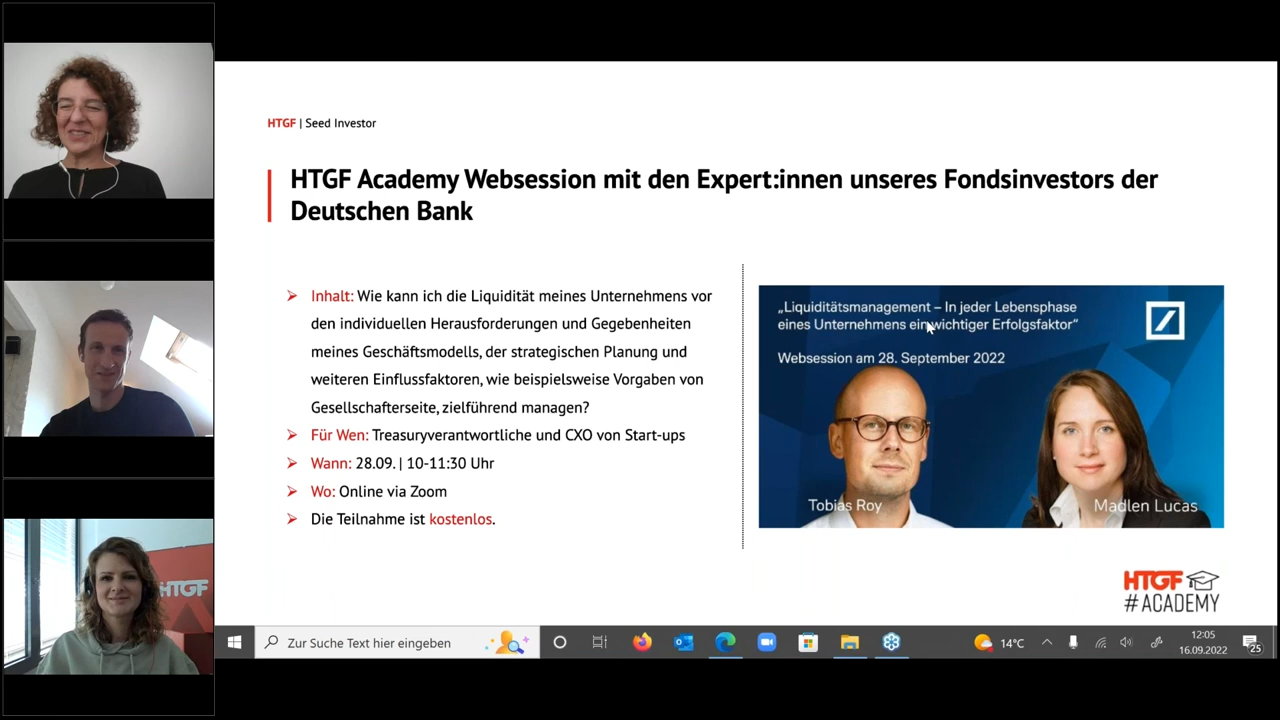 HTGF | Seed Investor
HTGF Academy Websession mit den Expert:innen unseres Fondsinvestors der
Deutschen Bank
Inhalt: Wie kann ich die Liquidität meines Unternehmens vor
den individuellen Herausforderungen und Gegebenheiten
meines Geschäftsmodells, der strategischen Planung und
weiteren Einflussfaktoren, wie beispielsweise Vorgaben von
Gesellschafterseite, zielführend managen?
Für Wen: Treasuryverantwortliche und CXO von Start-ups
Wann: 28.09. | 10-11:30 Uhr
Wo: Online via Zoom
Die Teilnahme ist kostenlos.
„Liquiditätsmanagement – In jeder Lebensphase
eines Unternehmens ein wichtiger Erfolgsfaktor“
Websession am 28. September 2022
Tobias Roy
Madlen Lucas
HTGF
HTGF
#ACADEMY
Zur Suche Text hier eingeben
14°C
12:05
16.09.2022
25